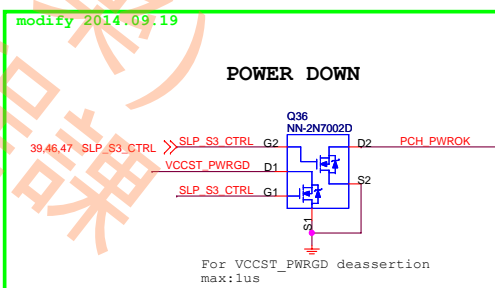 modify 2014.09.19
POWER DOWN
Q36
NN-2N7002D
39,46,47 SLP_S3_CTRL SLP_S3_CTRL G2 D2 PCH_PWROK
VCCST_PWRGD D1 S2
SLP_S3_CTRL G1
S1
For VCCST_PWRGD deassertion
max:1us